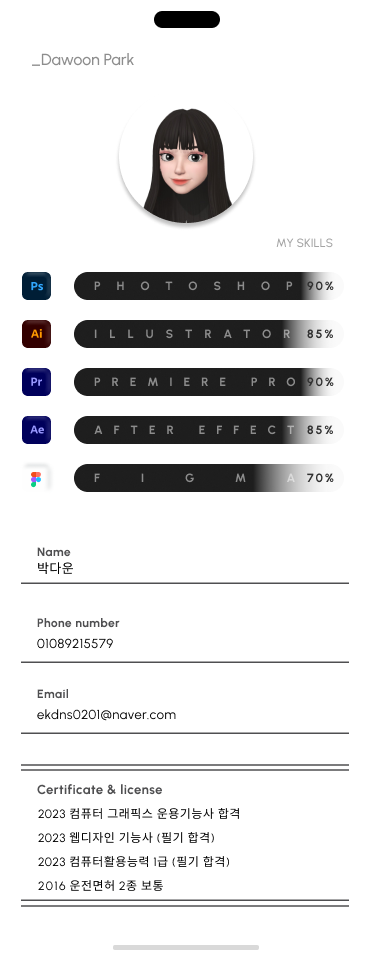 _Dawoon Park
MY SKILLS
Ps PHOTOSHOP 90%
Ai ILLUSTRATOR 85%
Pr PREMIERE PRO 90%
Ae AFTER EFFECT 85%
FIGMA 70%
Name
박다운
Phone number
01089215579
Email
ekdns0201@naver.com
Certificate & license
2023 컴퓨터 그래픽스 운용기능사 합격
2023 웹디자인 기능사 (필기 합격)
2023 컴퓨터활용능력 1급 (필기 합격)
2016 운전면허 2종 보통